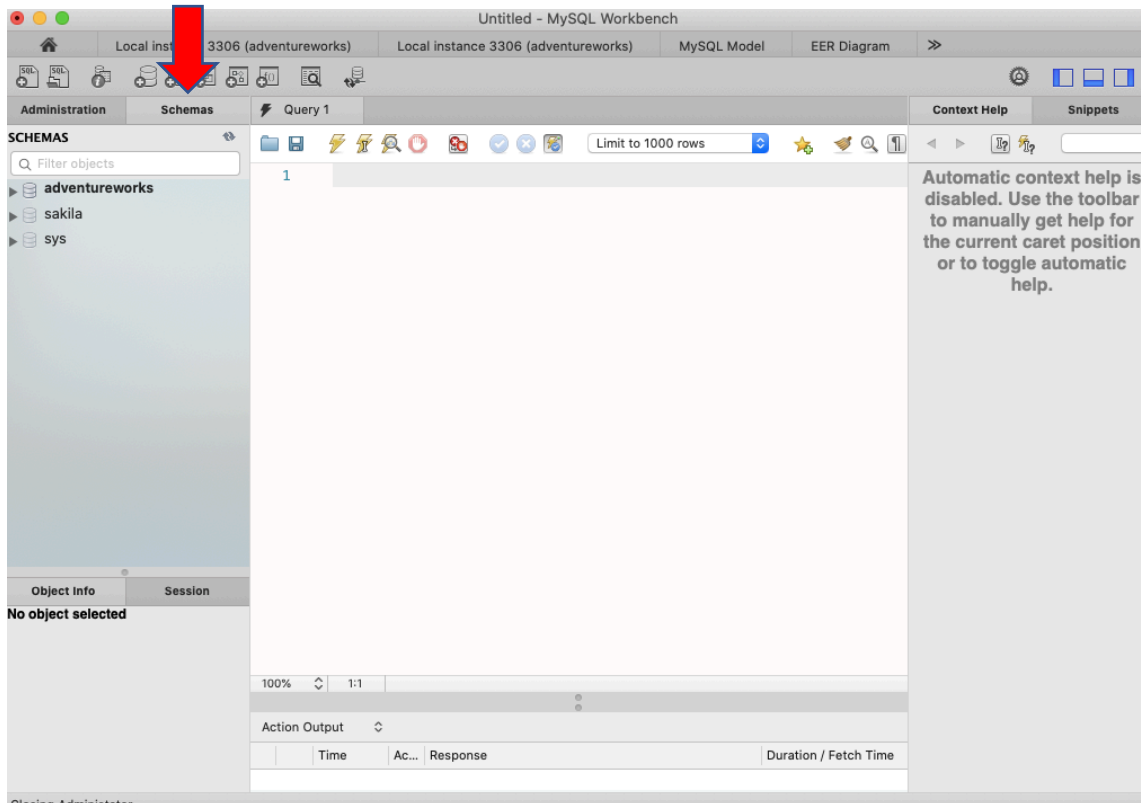 Untitled - MySQL Workbench
Local inst 3306 (adventureworks) Local instance 3306 (adventureworks) MySQL Model EER Diagram
SQL SQL
Administration Schemas Query 1 Context Help Snippets
SCHEMAS
Limit to 1000 rows
Filter objects
1
adventureworks
sakila
sys
Automatic context help is
disabled. Use the toolbar
to manually get help for
the current caret position
or to toggle automatic
help.
Object Info Session
No object selected
100% 1:1
Action Output
Time Ac... Response Duration / Fetch Time